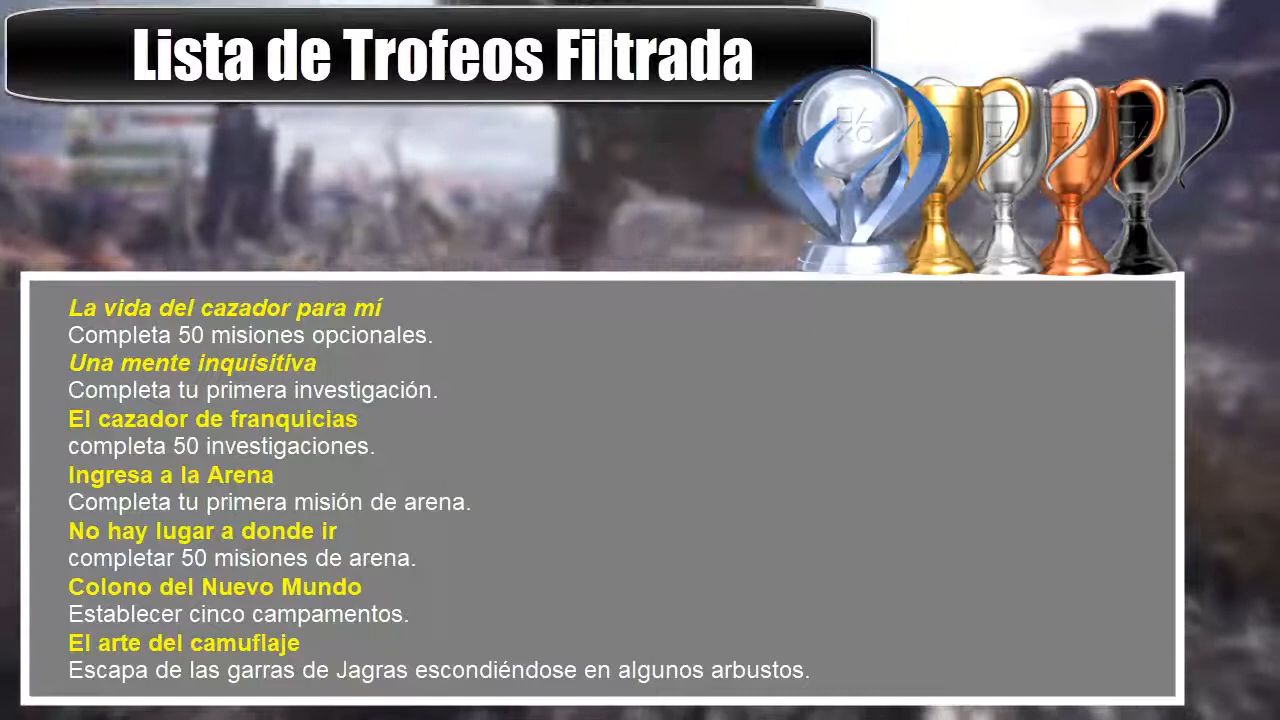 Lista de Trofeos Filtrada
La vida del cazador para mí
Completa 50 misiones opcionales.
Una mente inquisitiva
Completa tu primera investigación.
El cazador de franquicias
completa 50 investigaciones.
Ingresa a la Arena
Completa tu primera misión de arena.
No hay lugar a donde ir
completar 50 misiones de arena.
Colono del Nuevo Mundo
Establecer cinco campamentos.
El arte del camuflaje
Escapa de las garras de Jagras escondiéndose en algunos arbustos.